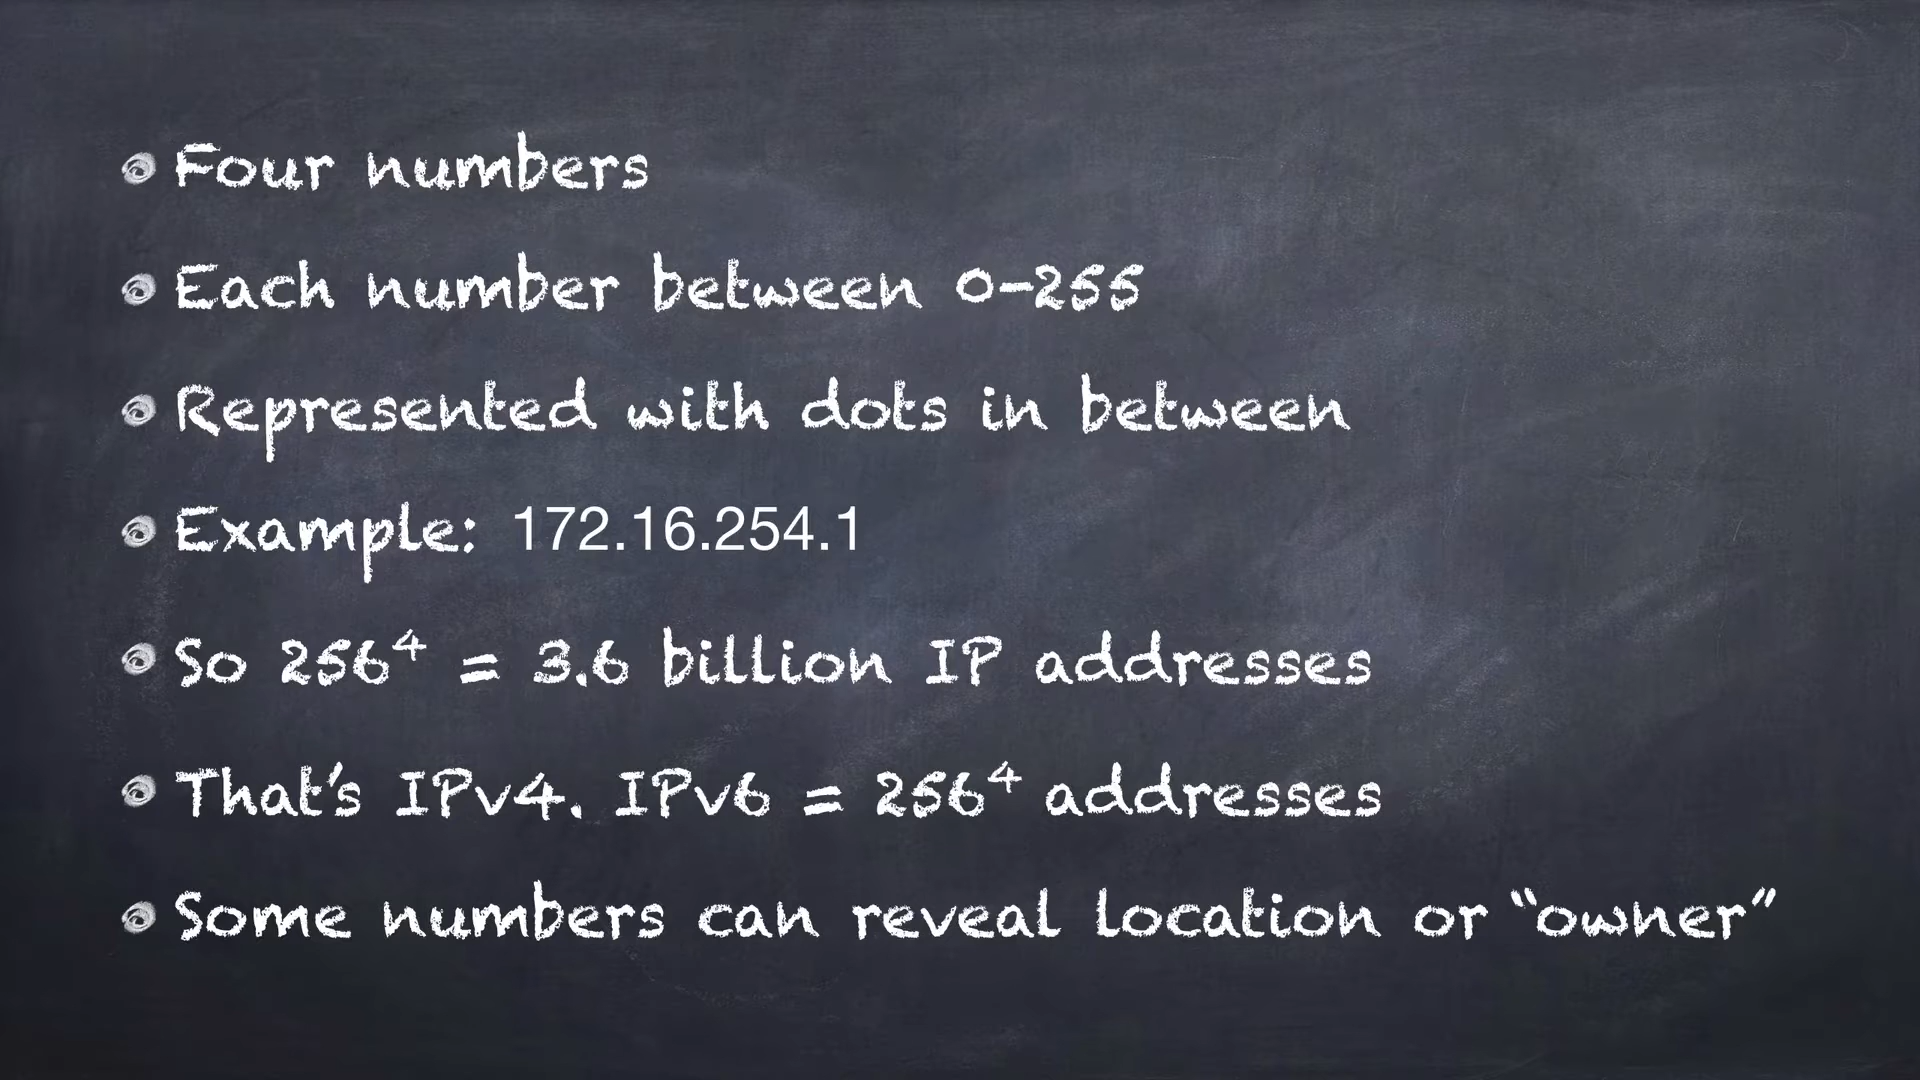 Four numbers
Each number between 0-255
Represented with dots in between
Example: 172.16.254.1
So 256⁴ = 3.6 billion IP addresses
That's IPv4. IPv6 = 256⁴ addresses
Some numbers can reveal location or “owner”